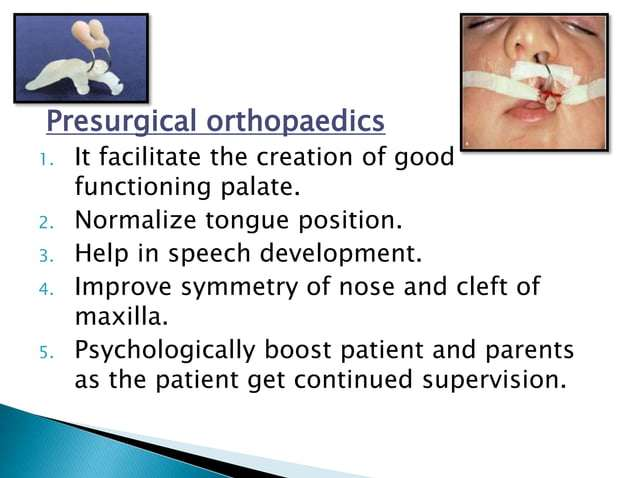 Presurgical orthopaedics
1. It facilitate the creation of good
functioning palate.
2. Normalize tongue position.
3. Help in speech development.
4. Improve symmetry of nose and cleft of
maxilla.
5. Psychologically boost patient and parents
as the patient get continued supervision.